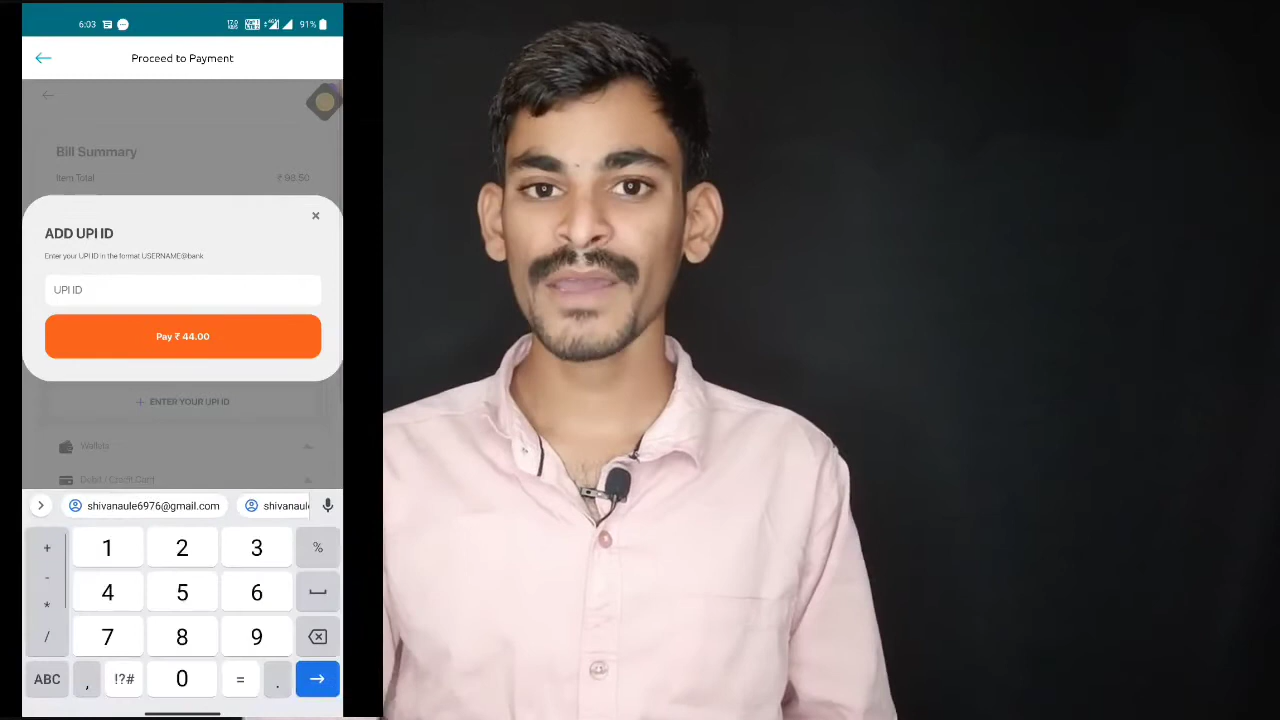 6:03
91%
Proceed to Payment
Bill Summary
Item Total ₹ 96.50
ADD UPI ID
Enter your UPI ID in the format USERNAME@bank
UPI ID
Pay ₹ 44.00
+ ENTER YOUR UPI ID
Wallets
Debit / Credit Card
shivanaule6976@gmail.com shivanaul
+ 1 2 3 %
-
4 5 6
*
/ 7 8 9
ABC , !?# 0 = .